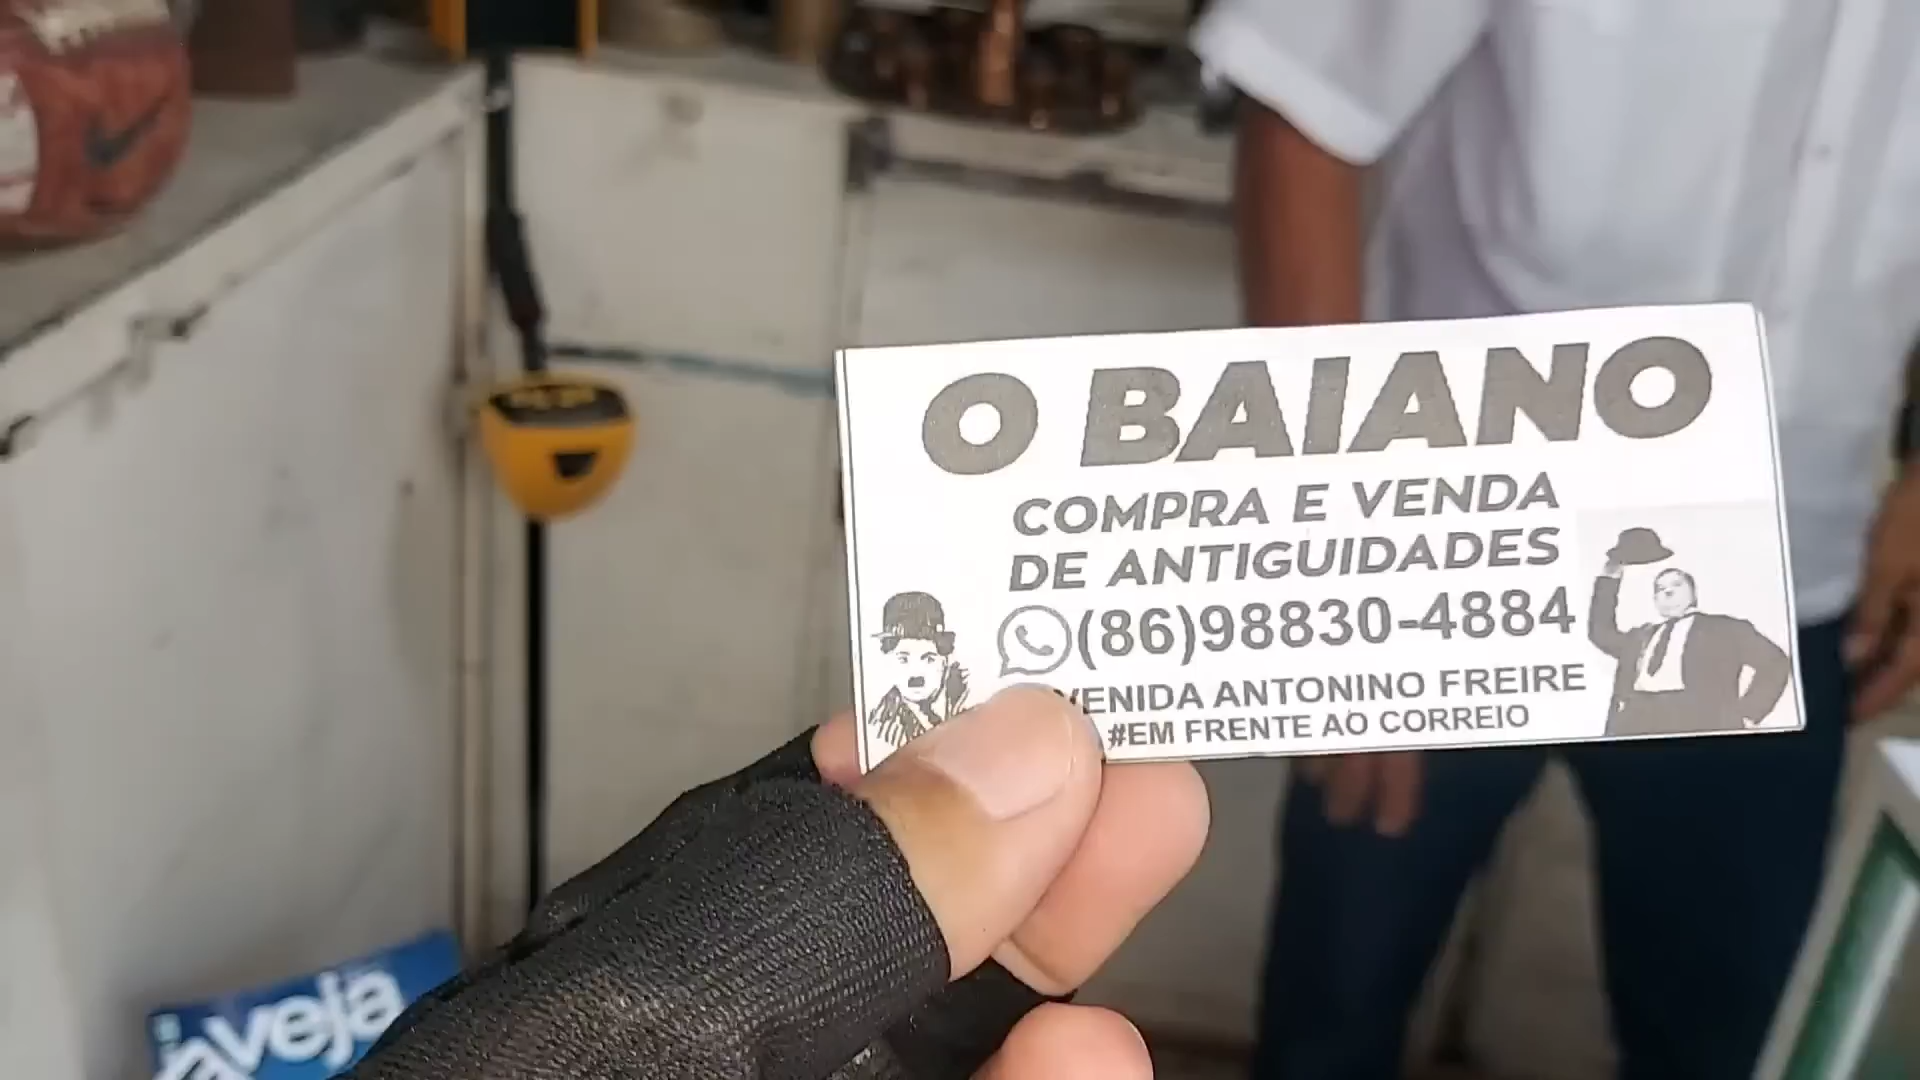 O BAIANO
COMPRA E VENDA
DE ANTIGUIDADES
(86)98830-4884
VENIDA ANTONINO FREIRE
#EM FRENTE AO CORREIO
veja